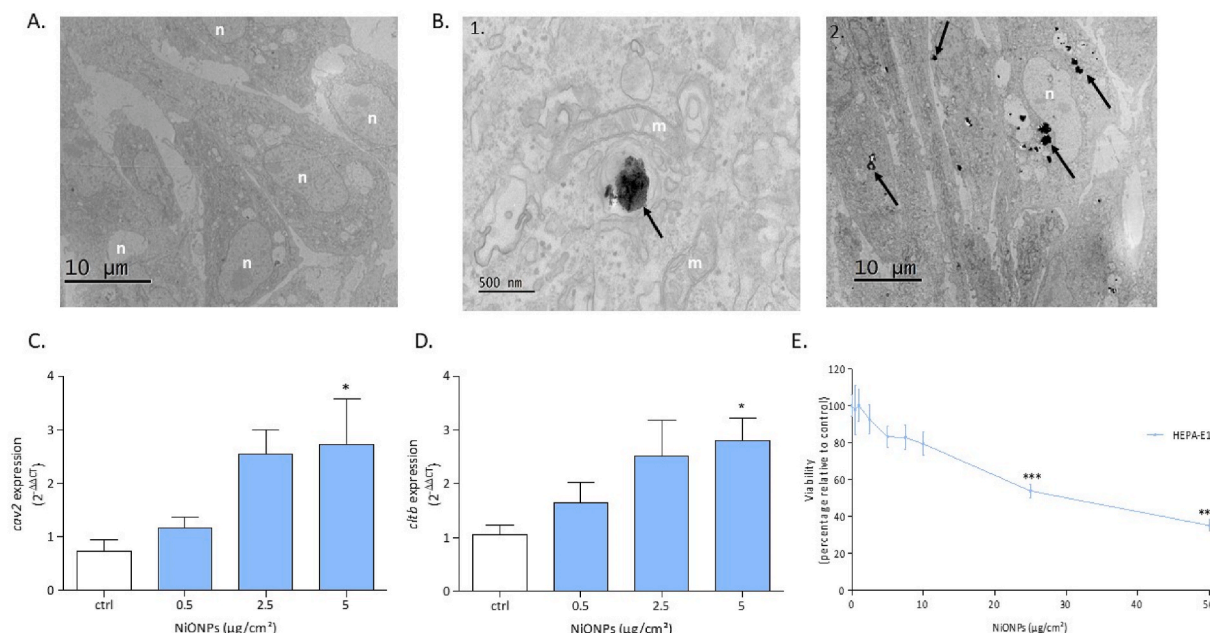 A.
n
n
n
n
n
10 µm
B.
1.
m
m
500 nm
2.
n
10 µm
C.
cav2 expression
(2^-ΔΔCT)
4
3
2
1
0
*
ctrl
0.5
2.5
5
NiONPs (µg/cm²)
D.
cltb expression
(2^-ΔΔCT)
4
3
2
1
0
*
ctrl
0.5
2.5
5
NiONPs (µg/cm²)
E.
Viability
(percentage relative to control)
120
100
80
60
40
20
0
***
**
HEPA-E1
0
10
20
30
40
50
NiONPs (µg/cm²)